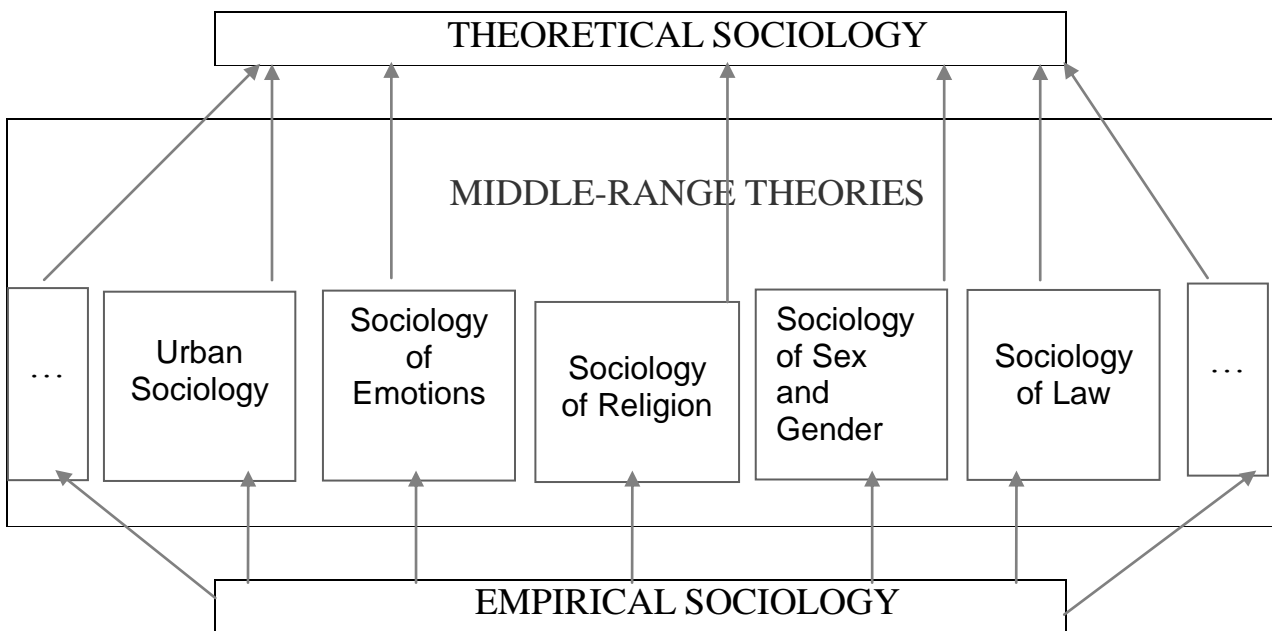 THEORETICAL SOCIOLOGY
MIDDLE-RANGE THEORIES
...
Urban
Sociology
Sociology
of
Emotions
Sociology
of Religion
Sociology
of Sex
and
Gender
Sociology
of Law
...
EMPIRICAL SOCIOLOGY